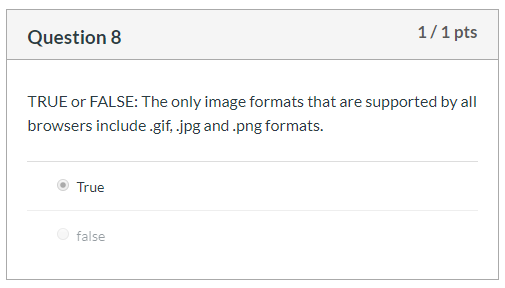 Question 8
1 / 1 pts
TRUE or FALSE: The only image formats that are supported by all
browsers include .gif, .jpg and .png formats.
True
false